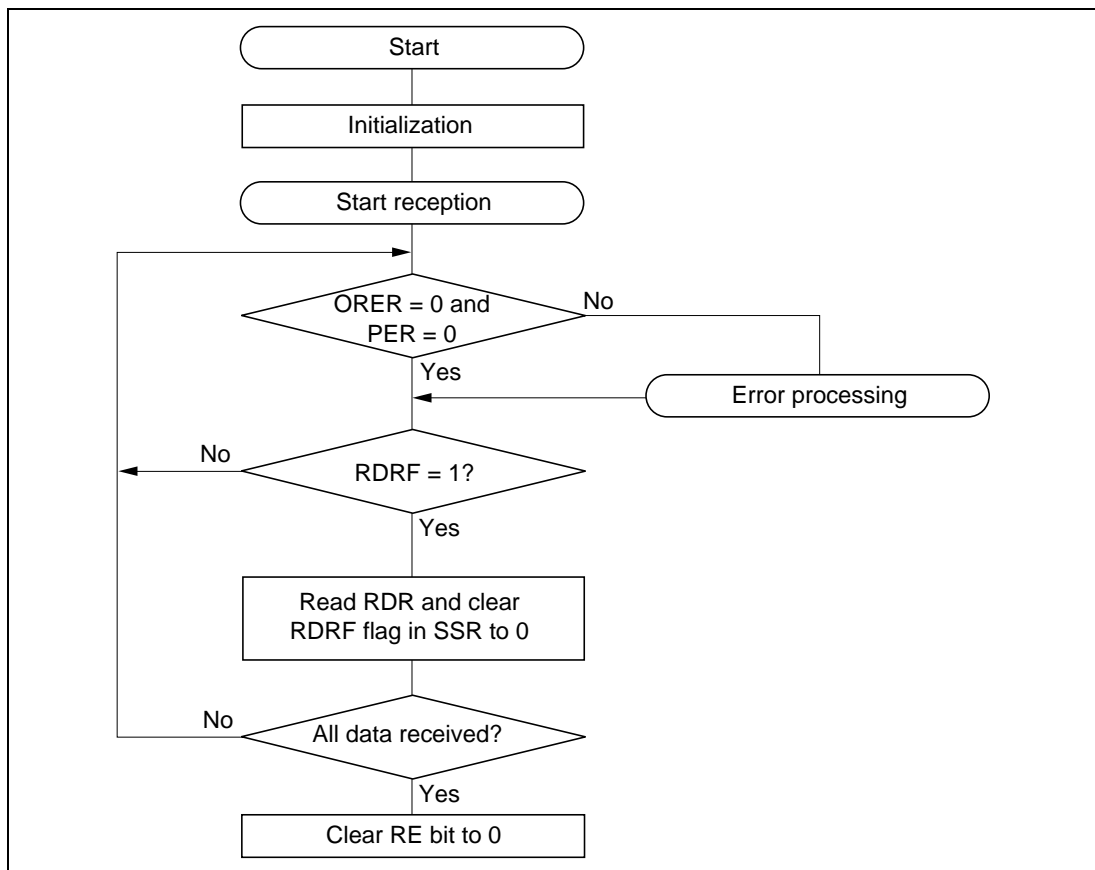 Start
Initialization
Start reception
ORER = 0 and
PER = 0
No
Yes
Error processing
No
RDRF = 1?
Yes
Read RDR and clear
RDRF flag in SSR to 0
No
All data received?
Yes
Clear RE bit to 0